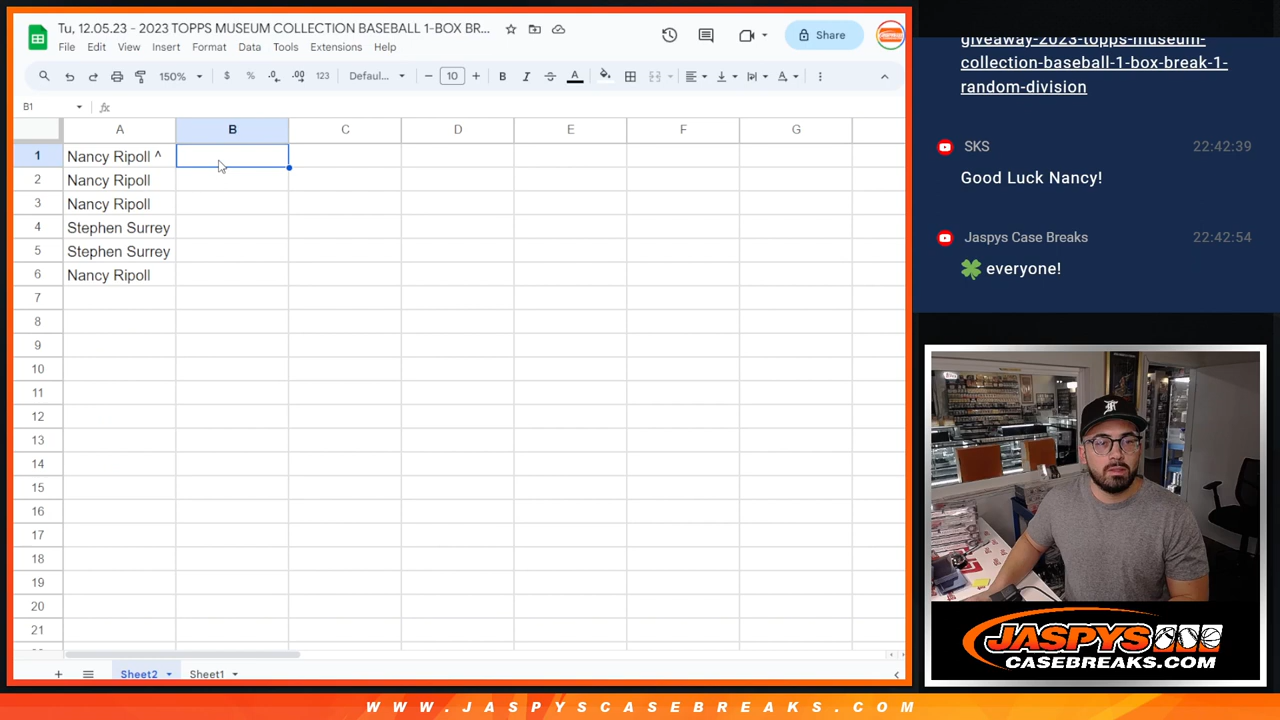 Tu, 12.05.23 - 2023 TOPPS MUSEUM COLLECTION BASEBALL 1-BOX BR...
File Edit View Insert Format Data Tools Extensions Help
Share
150% $ % .0 .00 123 Defaul... 10 B I A
B1 fx
A B C D E F G
1 Nancy Ripoll ^
2 Nancy Ripoll
3 Nancy Ripoll
4 Stephen Surrey
5 Stephen Surrey
6 Nancy Ripoll
7
8
9
10
11
12
13
14
15
16
17
18
19
20
21
Sheet2 Sheet1
giveaway-2023-topps-museum-
collection-baseball-1-box-break-1-
random-division
SKS 22:42:39
Good Luck Nancy!
Jaspys Case Breaks 22:42:54
🍀 everyone!
JASPYS
CASEBREAKS.COM
WWW.JASPYSCASEBREAKS.COM